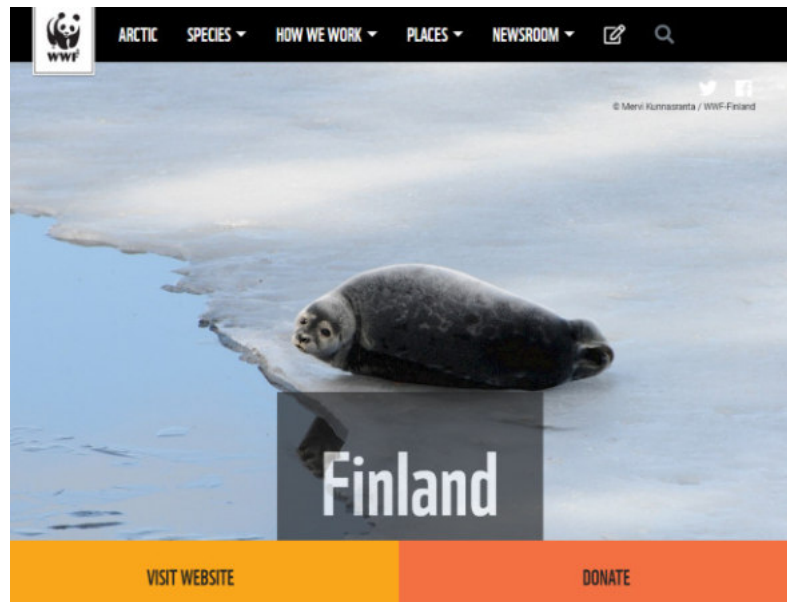 WWF
ARCTIC SPECIES HOW WE WORK PLACES NEWSROOM
© Mervi Kunnasranta / WWF-Finland
Finland
VISIT WEBSITE DONATE